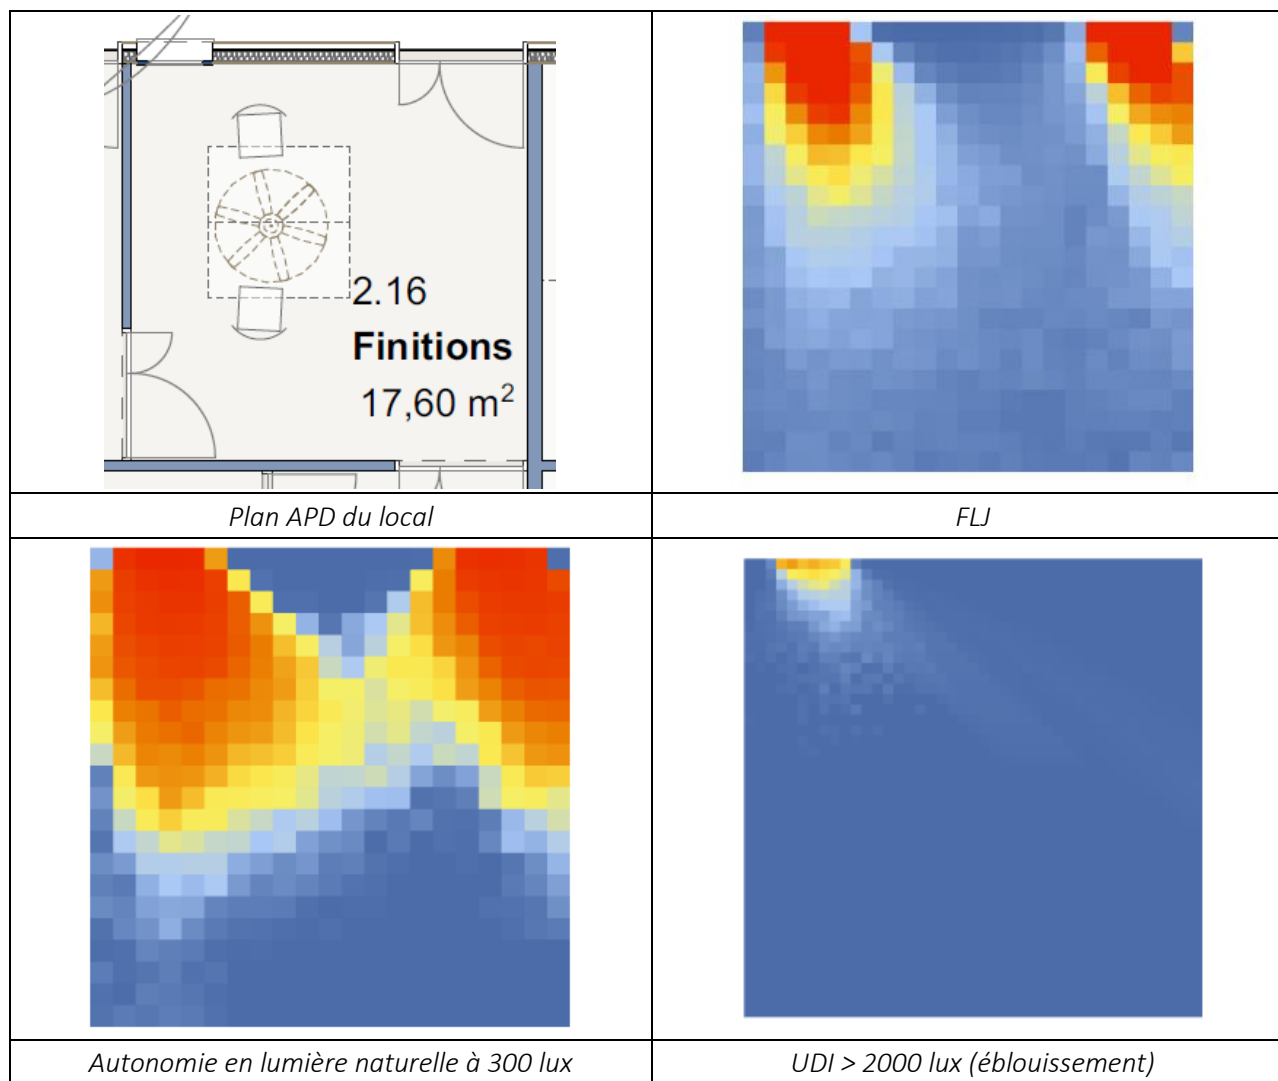 2.16
Finitions
17,60 m²
Plan APD du local
FLJ
Autonomie en lumière naturelle à 300 lux
UDI > 2000 lux (éblouissement)